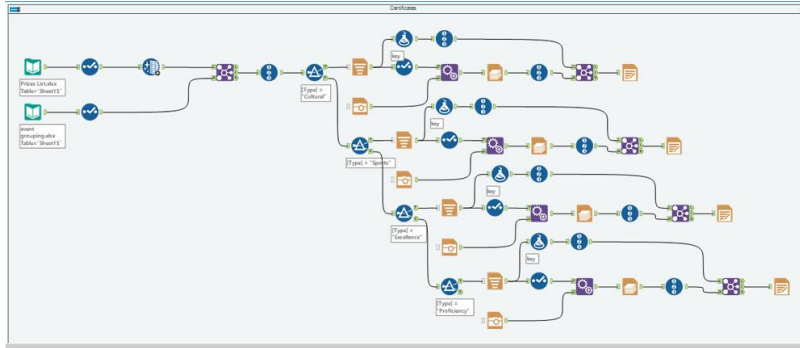 Certificates
key
Prizes List.xlsx
Table=`Sheet1$`
[Type] =
"Cultural"
event
grouping.xlsx
Table=`Sheet1$`
key
[Type] = "Sports"
key
[Type] =
"Excellence"
key
[Type] =
"Proficiency"